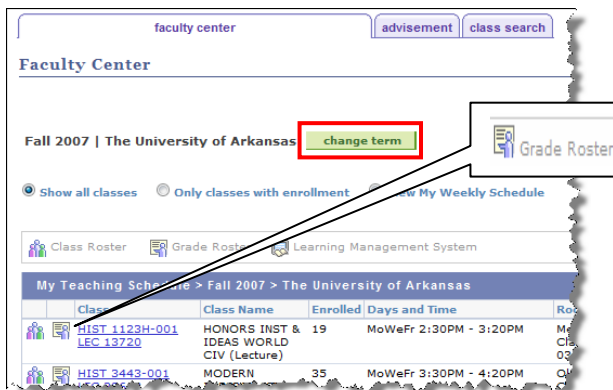 faculty center advisement class search
Faculty Center
Fall 2007 | The University of Arkansas change term
Grade Roster
Show all classes Only classes with enrollment My Weekly Schedule
Class Roster Grade Roster Learning Management System
My Teaching Schedule > Fall 2007 > The University of Arkansas
Class Class Name Enrolled Days and Time
HIST 1123H-001 HONORS INST & 19 MoWeFr 2:30PM - 3:20PM
LEC 13720 IDEAS WORLD
CIV (Lecture)
HIST 3443-001 MODERN 35 MoWeFr 3:30PM - 4:20PM